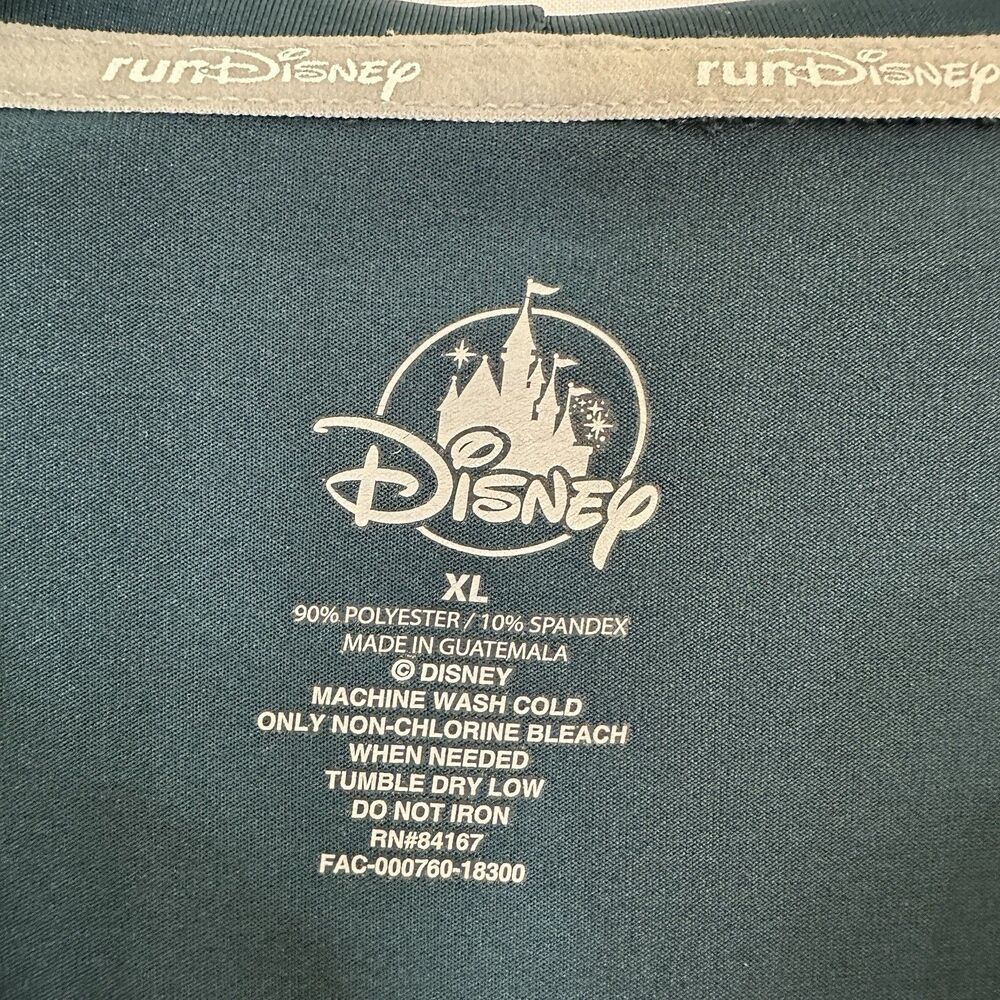 runDisney runDisney
Disney
XL
90% POLYESTER / 10% SPANDEX
MADE IN GUATEMALA
© DISNEY
MACHINE WASH COLD
ONLY NON-CHLORINE BLEACH
WHEN NEEDED
TUMBLE DRY LOW
DO NOT IRON
RN#84167
FAC-000760-18300